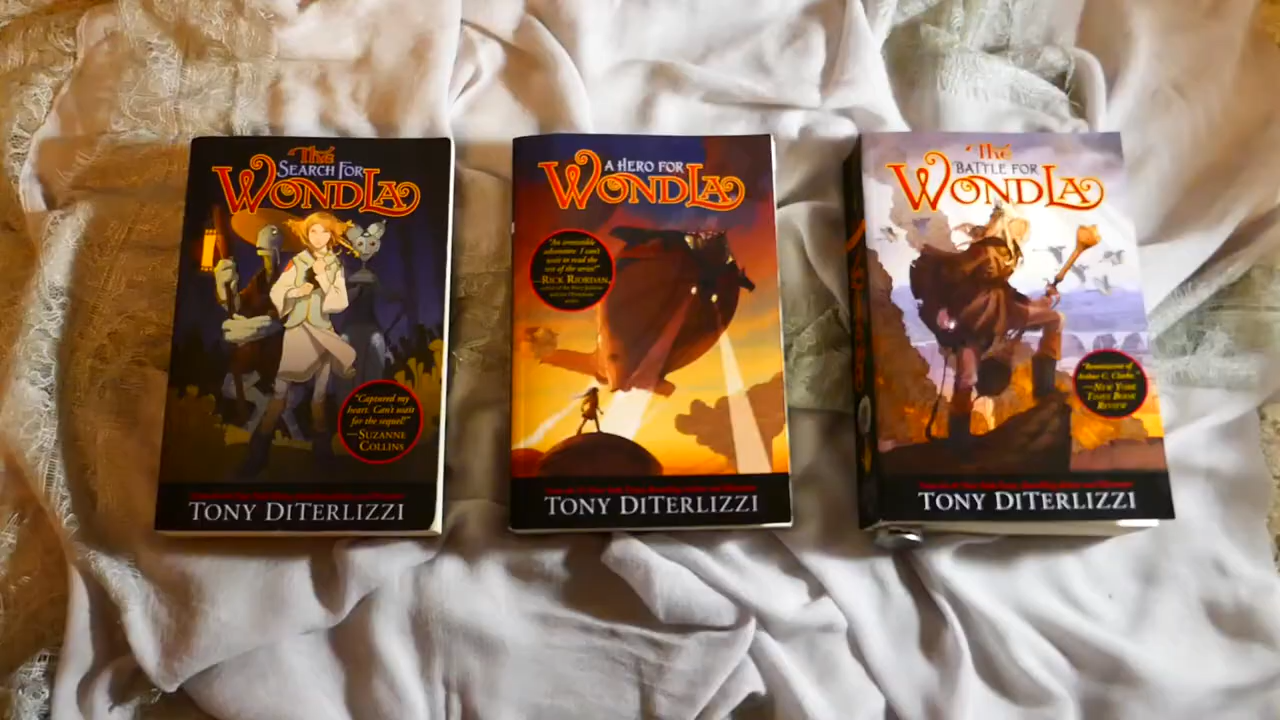 The
SEARCH FOR
WONDLA
"Captured my
heart. Can't wait
for the sequel!"
—SUZANNE
COLLINS
TONY DITERLIZZI
A HERO FOR
WONDLA
"An irresistible
adventure. I can't
wait to read the
rest of the series!"
—RICK RIORDAN,
TONY DITERLIZZI
The
BATTLE FOR
WONDLA
"Reminiscent of
Arthur C. Clarke."
—NEW YORK
TIMES BOOK
REVIEW
TONY DITERLIZZI